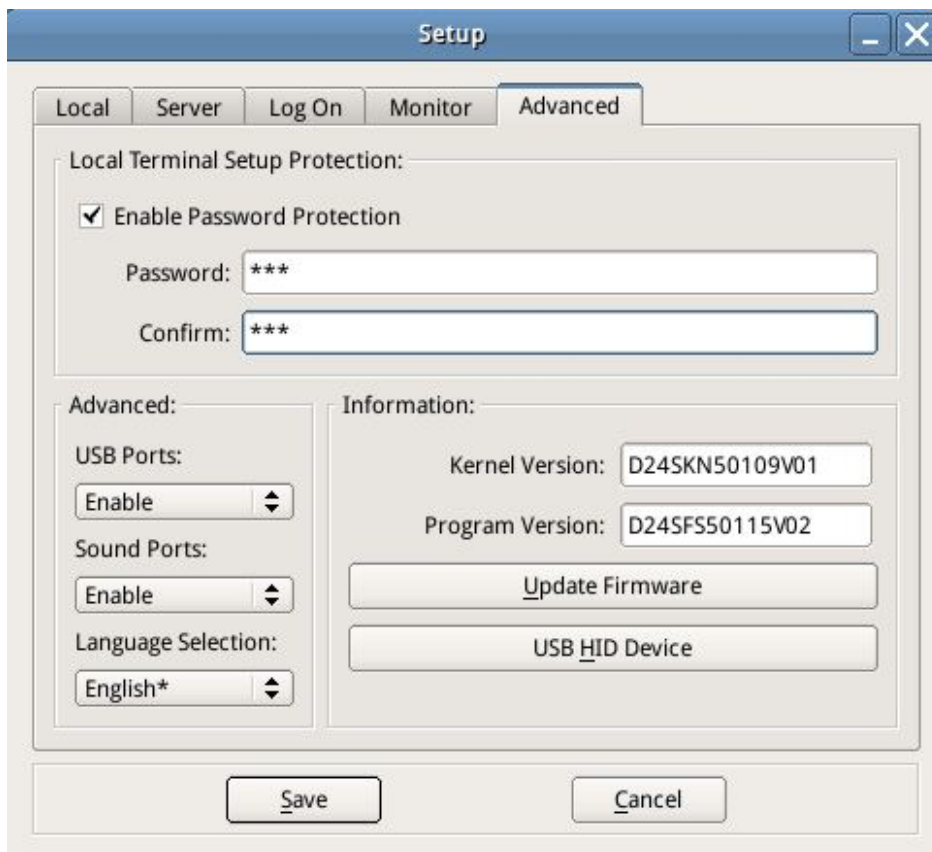 Setup
Local Server Log On Monitor Advanced
Local Terminal Setup Protection:
Enable Password Protection
Password: ***
Confirm: ***
Advanced:
USB Ports:
Enable
Sound Ports:
Enable
Language Selection:
English*
Information:
Kernel Version: D24SKN50109V01
Program Version: D24SFS50115V02
Update Firmware
USB HID Device
Save Cancel